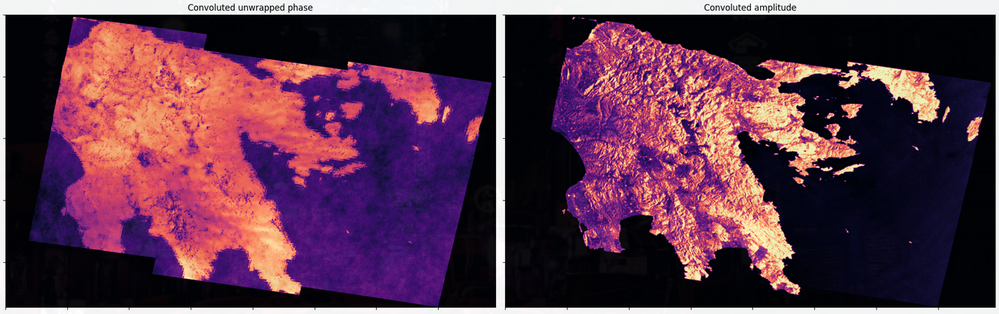 Convoluted unwrapped phase
Convoluted amplitude